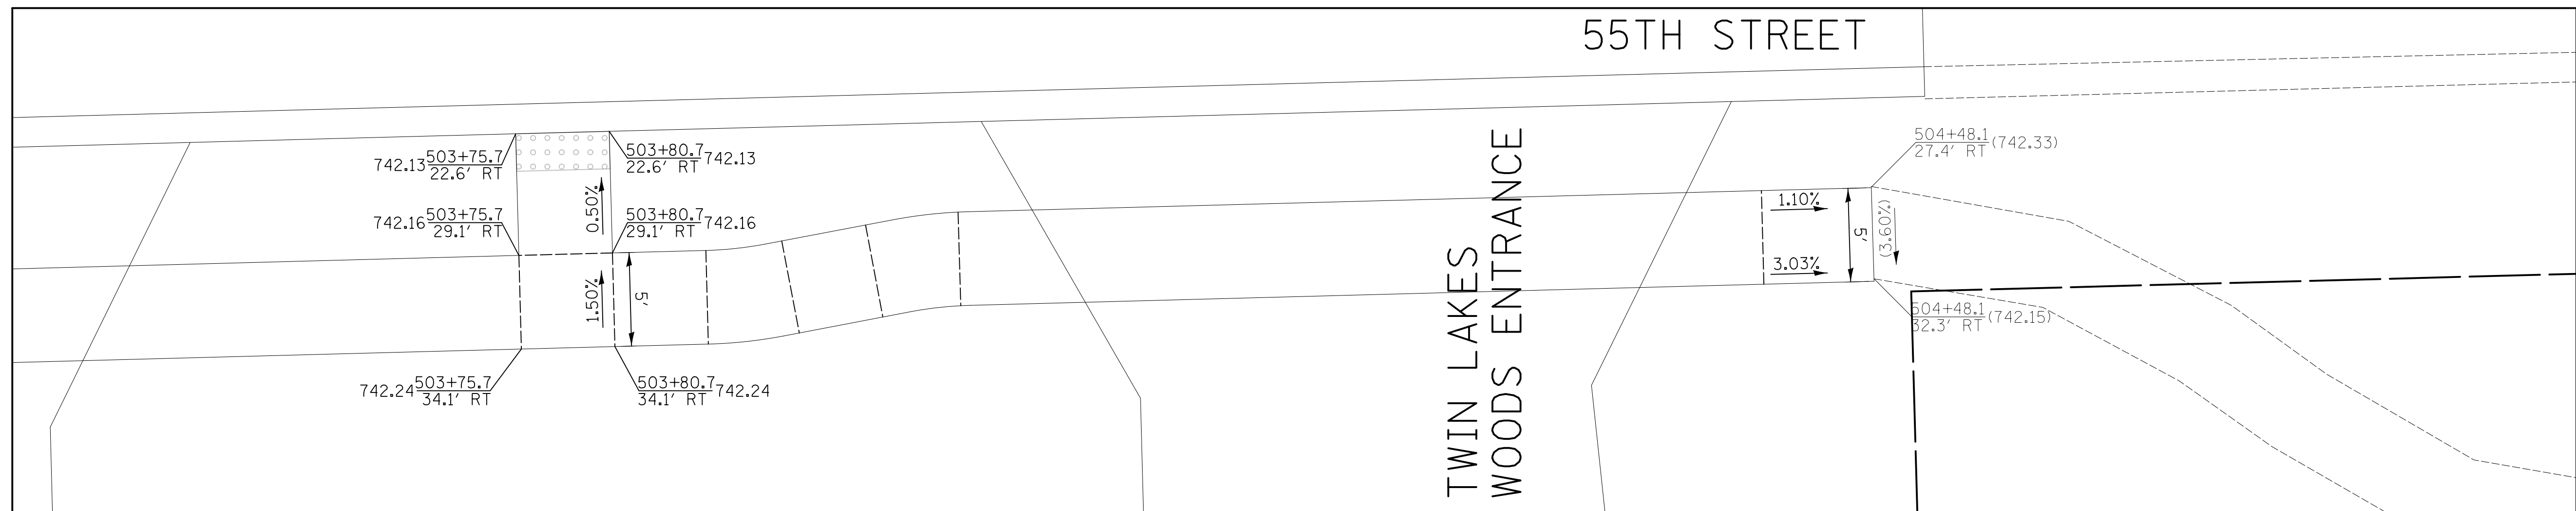 55TH STREET
742.13 503+75.7
22.6' RT
503+80.7 742.13
22.6' RT
504+48.1 (742.33)
27.4' RT
0.50%
742.16 503+75.7
29.1' RT
503+80.7 742.16
29.1' RT
1.10%
5'
(3.60%)
3.03%
1.50%
5'
504+48.1 (742.15)
32.3' RT
742.24 503+75.7
34.1' RT
503+80.7 742.24
34.1' RT
TWIN LAKES
WOODS ENTRANCE